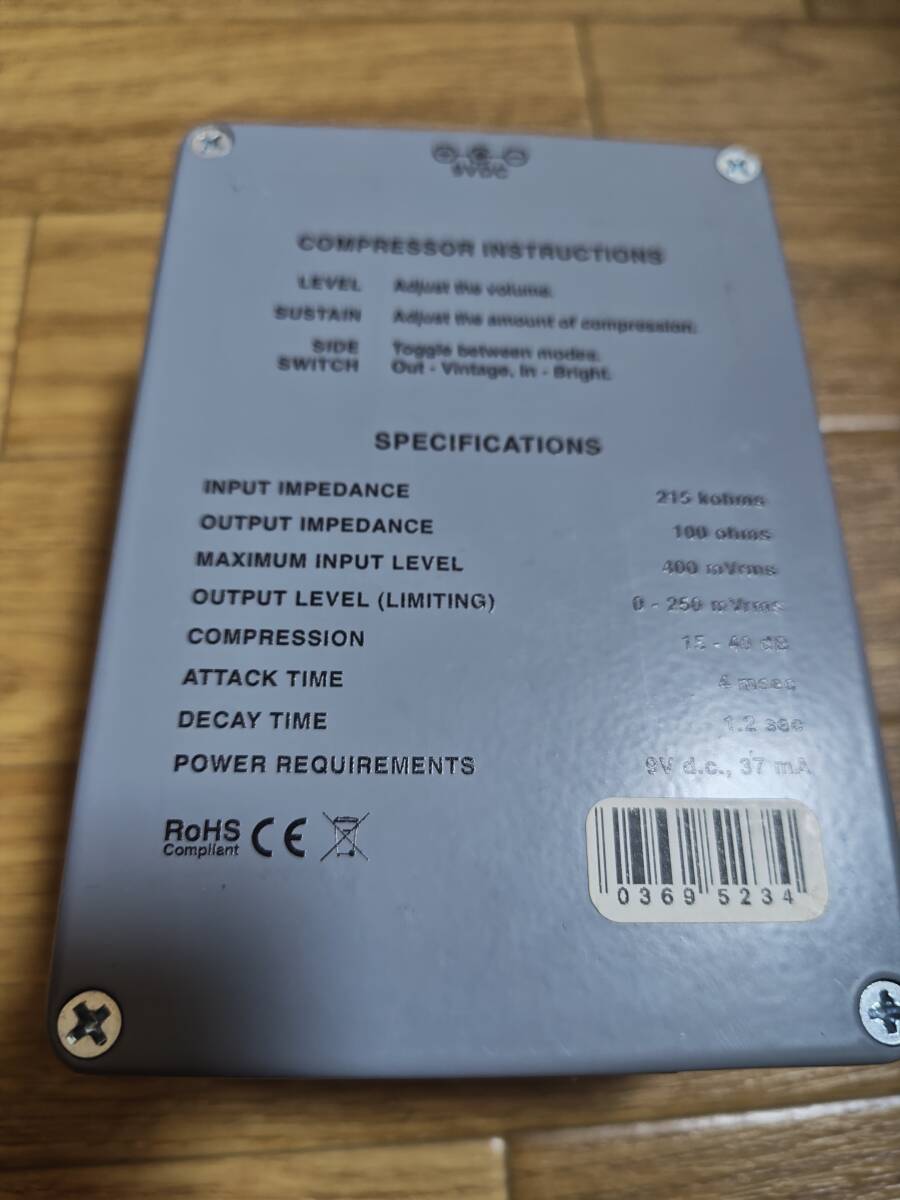 9VDC
COMPRESSOR INSTRUCTIONS
LEVEL Adjust the volume.
SUSTAIN Adjust the amount of compression.
SIDE Toggle between modes.
SWITCH Out - Vintage, In - Bright.
SPECIFICATIONS
INPUT IMPEDANCE 215 kohms
OUTPUT IMPEDANCE 100 ohms
MAXIMUM INPUT LEVEL 400 mVrms
OUTPUT LEVEL (LIMITING) 0 - 250 mVrms
COMPRESSION 15 - 40 dB
ATTACK TIME 4 msec
DECAY TIME 1.2 sec
POWER REQUIREMENTS 9V d.c., 37 mA
RoHS CE
Compliant
03695234